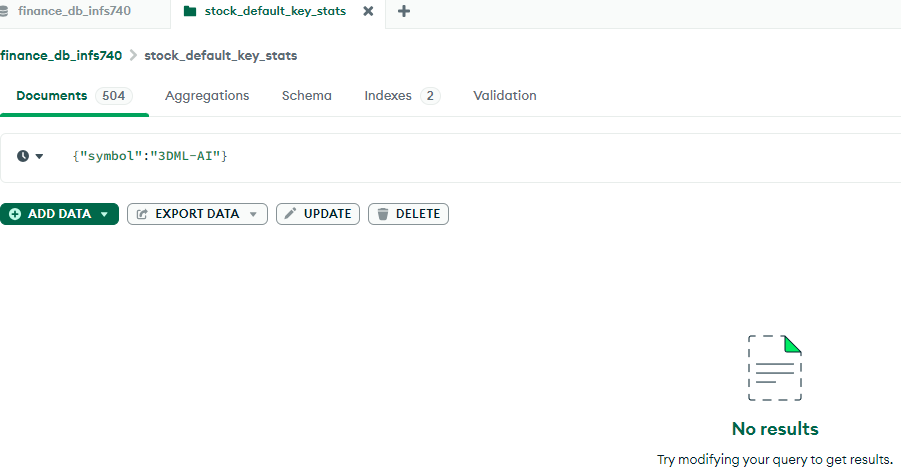 finance_db_infs740
stock_default_key_stats
finance_db_infs740 > stock_default_key_stats
Documents 504 Aggregations Schema Indexes 2 Validation
{"symbol":"3DML-AI"}
ADD DATA EXPORT DATA UPDATE DELETE
No results
Try modifying your query to get results.